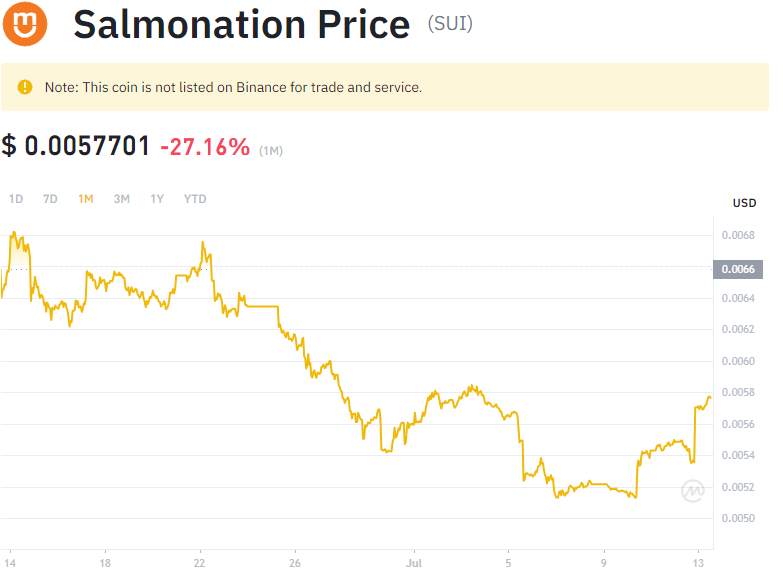 Salmonation Price (SUI)
Note: This coin is not listed on Binance for trade and service.
$ 0.0057701 -27.16% (1M)
1D 7D 1M 3M 1Y YTD
USD
0.0068
0.0066
0.0064
0.0062
0.0060
0.0058
0.0056
0.0054
0.0052
0.0050
14 18 22 26 Jul 5 9 13